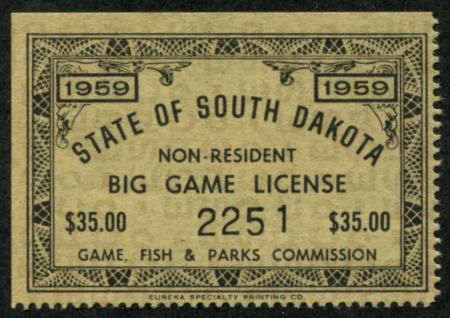 1959 1959
STATE OF SOUTH DAKOTA
NON-RESIDENT
BIG GAME LICENSE
$35.00 2251 $35.00
GAME, FISH & PARKS COMMISSION
EUREKA SPECIALTY PRINTING CO.